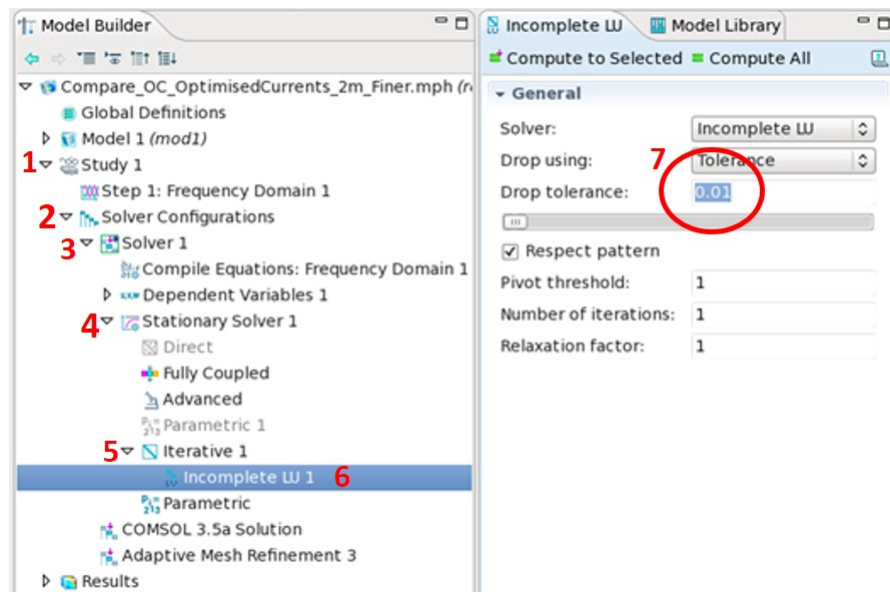 Model Builder
Compare_OC_OptimisedCurrents_2m_Finer.mph (r
Global Definitions
Model 1 (mod1)
1 Study 1
Step 1: Frequency Domain 1
2 Solver Configurations
3 Solver 1
Compile Equations: Frequency Domain 1
Dependent Variables 1
4 Stationary Solver 1
Direct
Fully Coupled
Advanced
Parametric 1
5 Iterative 1
Incomplete LU 1 6
Parametric
COMSOL 3.5a Solution
Adaptive Mesh Refinement 3
Results
Incomplete LU Model Library
Compute to Selected = Compute All
General
Solver: Incomplete LU
Drop using: 7 Tolerance
Drop tolerance: 0.01
Respect pattern
Pivot threshold: 1
Number of iterations: 1
Relaxation factor: 1